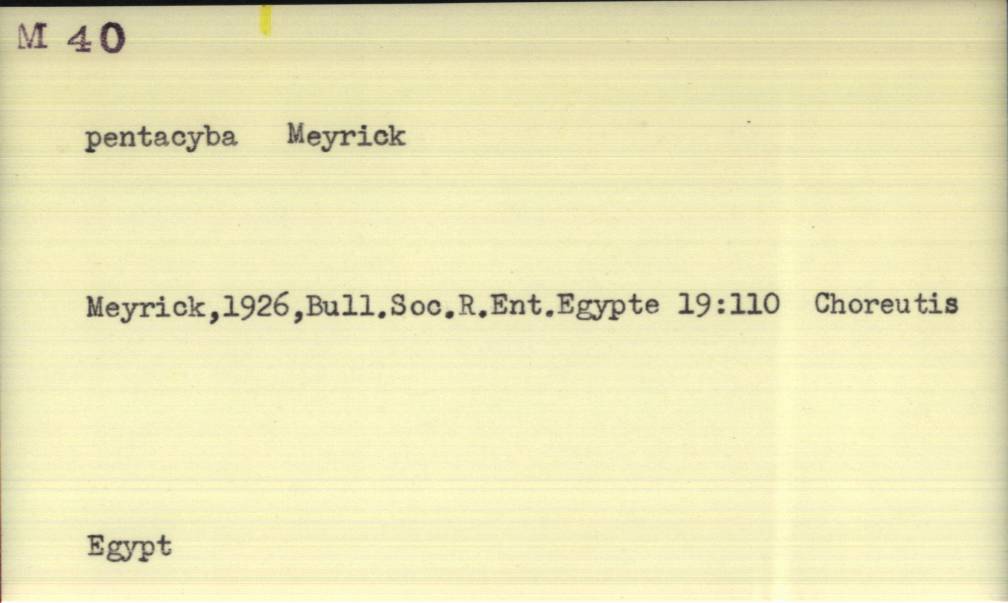 M 40
pentacyba Meyrick
Meyrick,1926,Bull.Soc.R.Ent.Egypte 19:110 Choreutis
Egypt